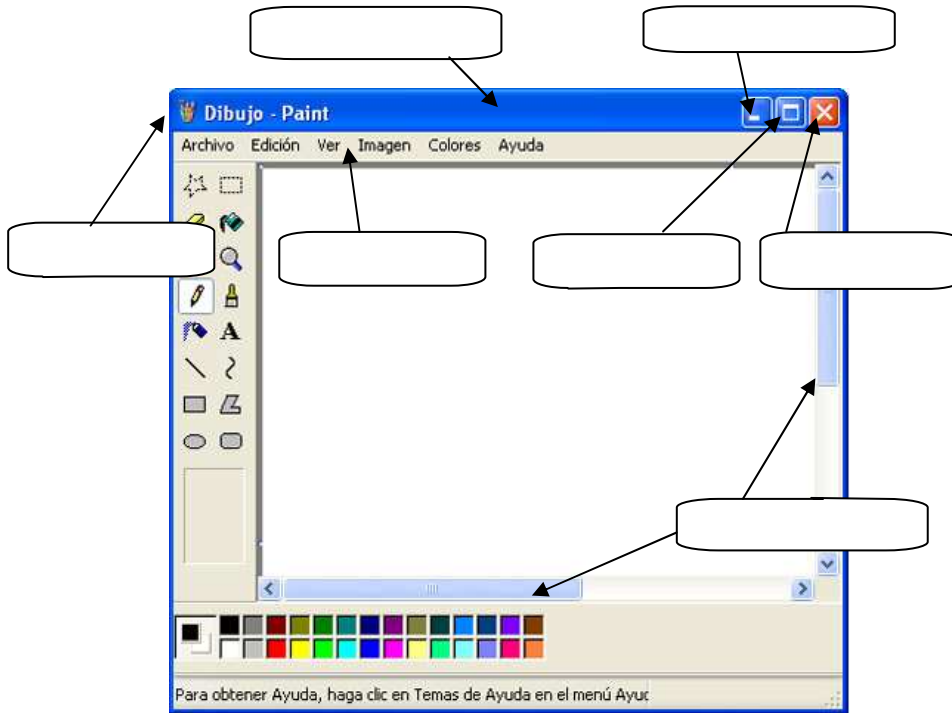 Dibujo - Paint
Archivo Edición Ver Imagen Colores Ayuda
A
Para obtener Ayuda, haga clic en Temas de Ayuda en el menú Ayuc